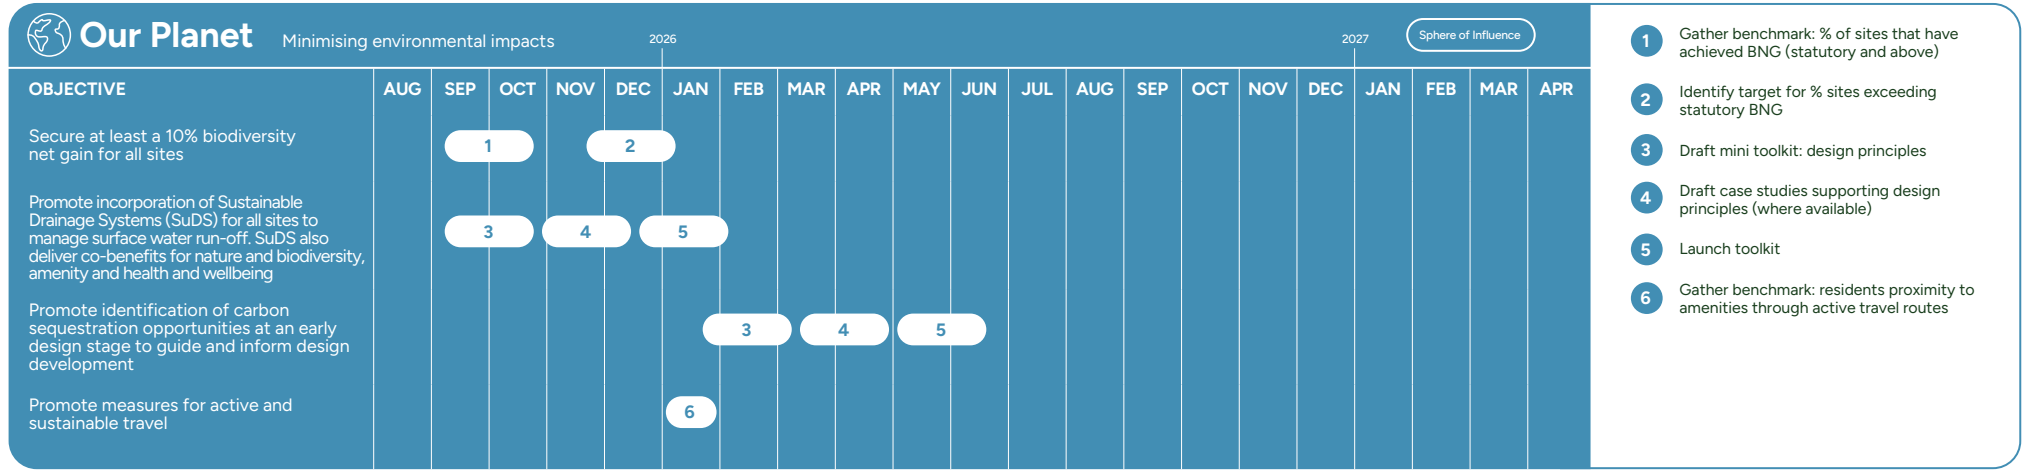 Our Planet
Minimising environmental impacts
2026
2027
Sphere of Influence
OBJECTIVE
AUG SEP OCT NOV DEC JAN FEB MAR APR MAY JUN JUL AUG SEP OCT NOV DEC JAN FEB MAR APR
Secure at least a 10% biodiversity
net gain for all sites
1 2
Promote incorporation of Sustainable
Drainage Systems (SuDS) for all sites to
manage surface water run-off. SuDS also
deliver co-benefits for nature and biodiversity,
amenity and health and wellbeing
3 4 5
Promote identification of carbon
sequestration opportunities at an early
design stage to guide and inform design
development
3 4 5
Promote measures for active and
sustainable travel
6
1 Gather benchmark: % of sites that have
achieved BNG (statutory and above)
2 Identify target for % sites exceeding
statutory BNG
3 Draft mini toolkit: design principles
4 Draft case studies supporting design
principles (where available)
5 Launch toolkit
6 Gather benchmark: residents proximity to
amenities through active travel routes